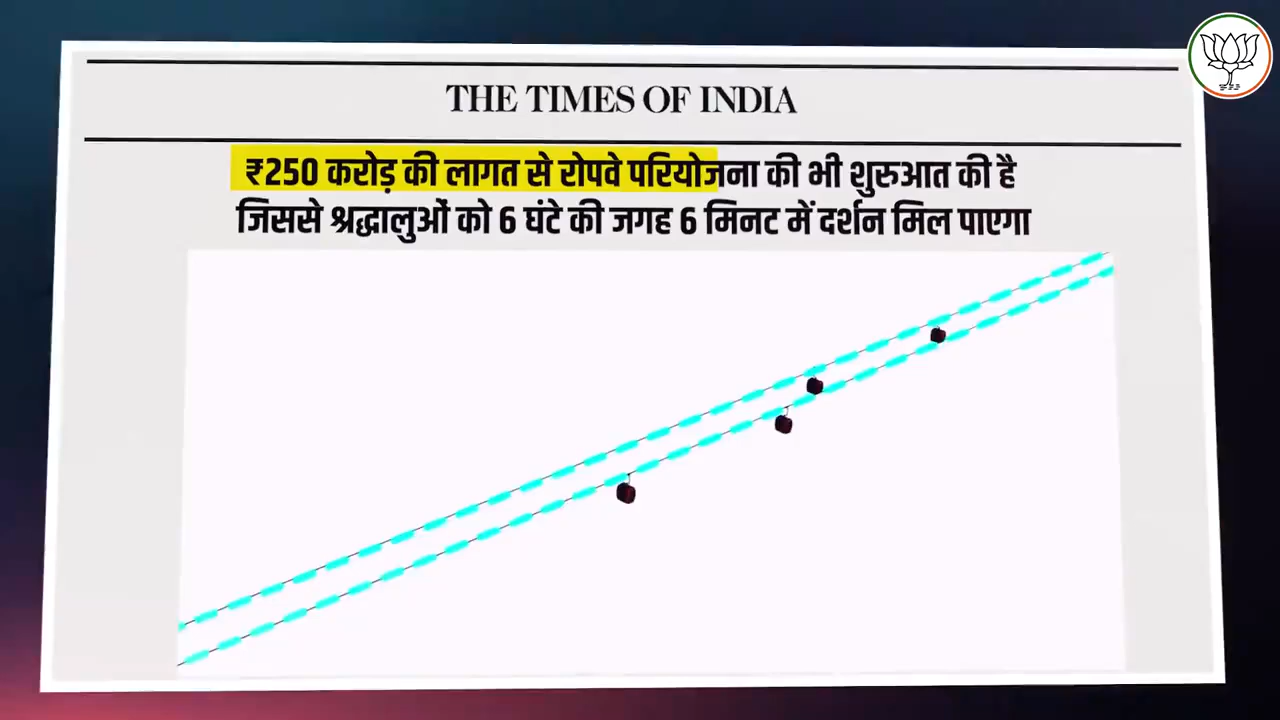 THE TIMES OF INDIA
₹250 करोड़ की लागत से रोपवे परियोजना की भी शुरुआत की है
जिससे श्रद्धालुओं को 6 घंटे की जगह 6 मिनट में दर्शन मिल पाएगा